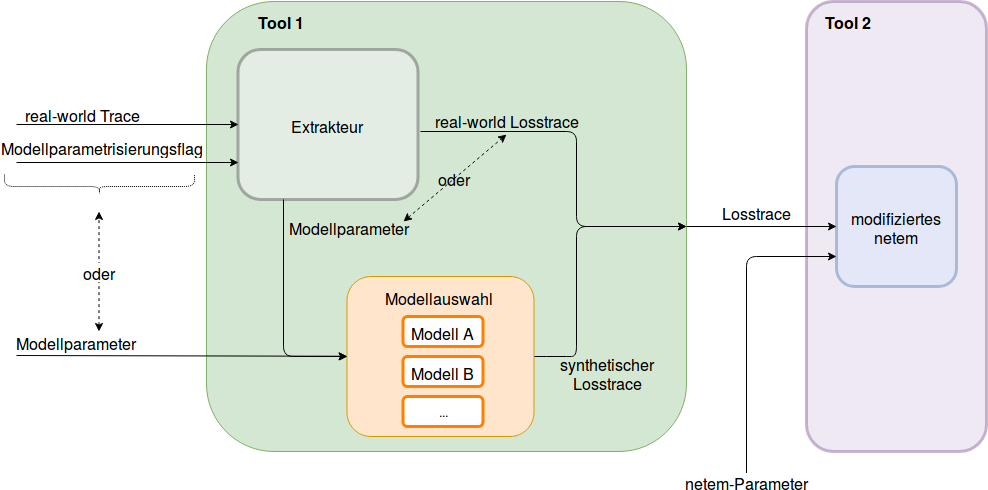 Tool 1
Tool 2
real-world Trace
Modellparametrisierungsflag
Extrakteur
real-world Losstrace
oder
Modellparameter
Losstrace
modifiziertes
netem
oder
Modellparameter
Modellauswahl
Modell A
Modell B
...
synthetischer
Losstrace
netem-Parameter